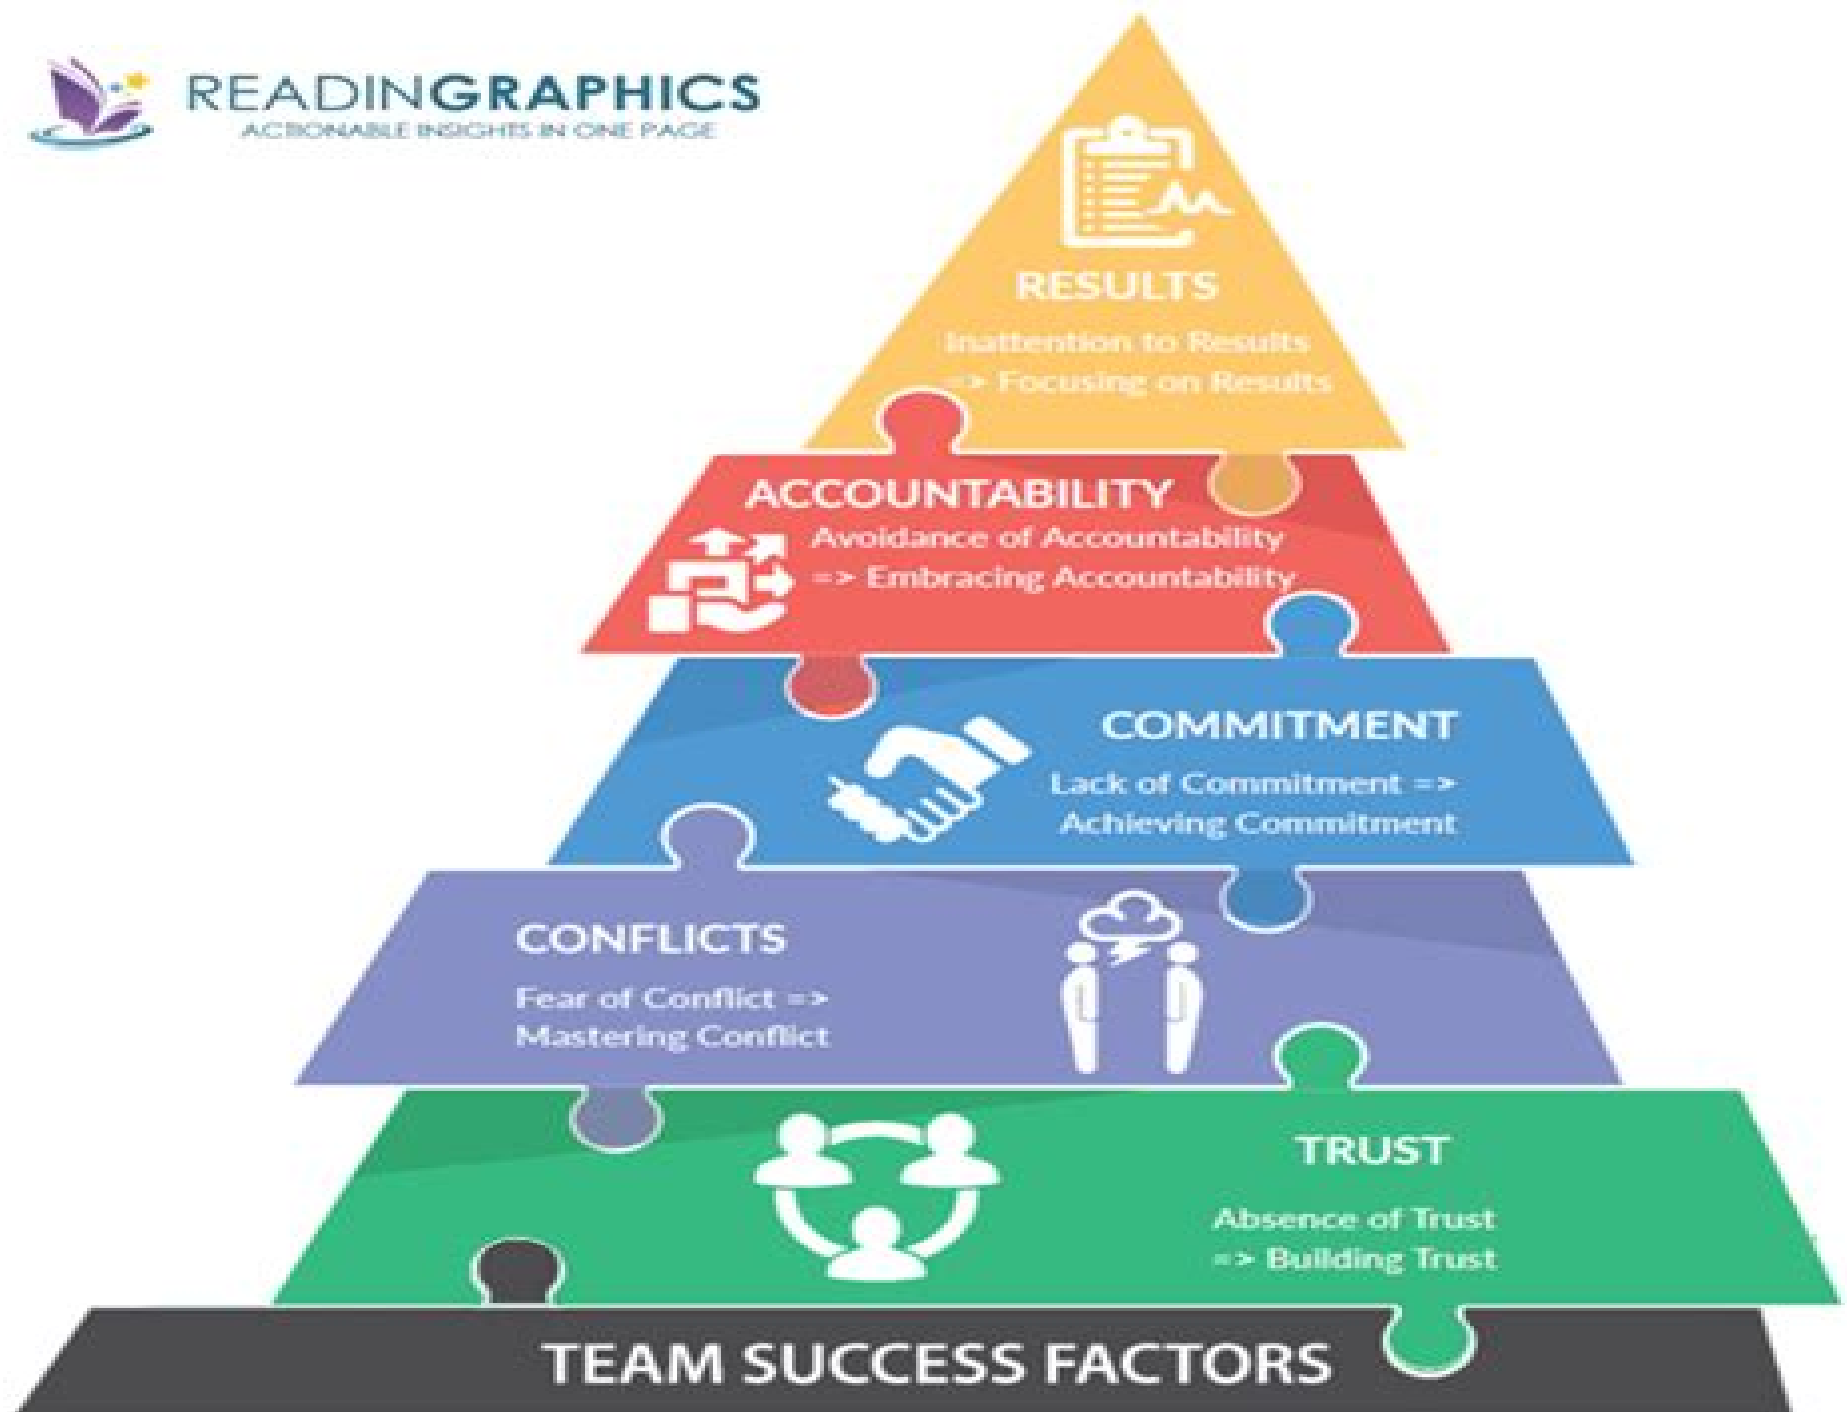 READINGRAPHICS
ACTIONABLE INSIGHTS IN ONE PAGE
RESULTS
Inattention to Results
=> Focusing on Results
ACCOUNTABILITY
Avoidance of Accountability
=> Embracing Accountability
COMMITMENT
Lack of Commitment =>
Achieving Commitment
CONFLICTS
Fear of Conflict =>
Mastering Conflict
TRUST
Absence of Trust
=> Building Trust
TEAM SUCCESS FACTORS